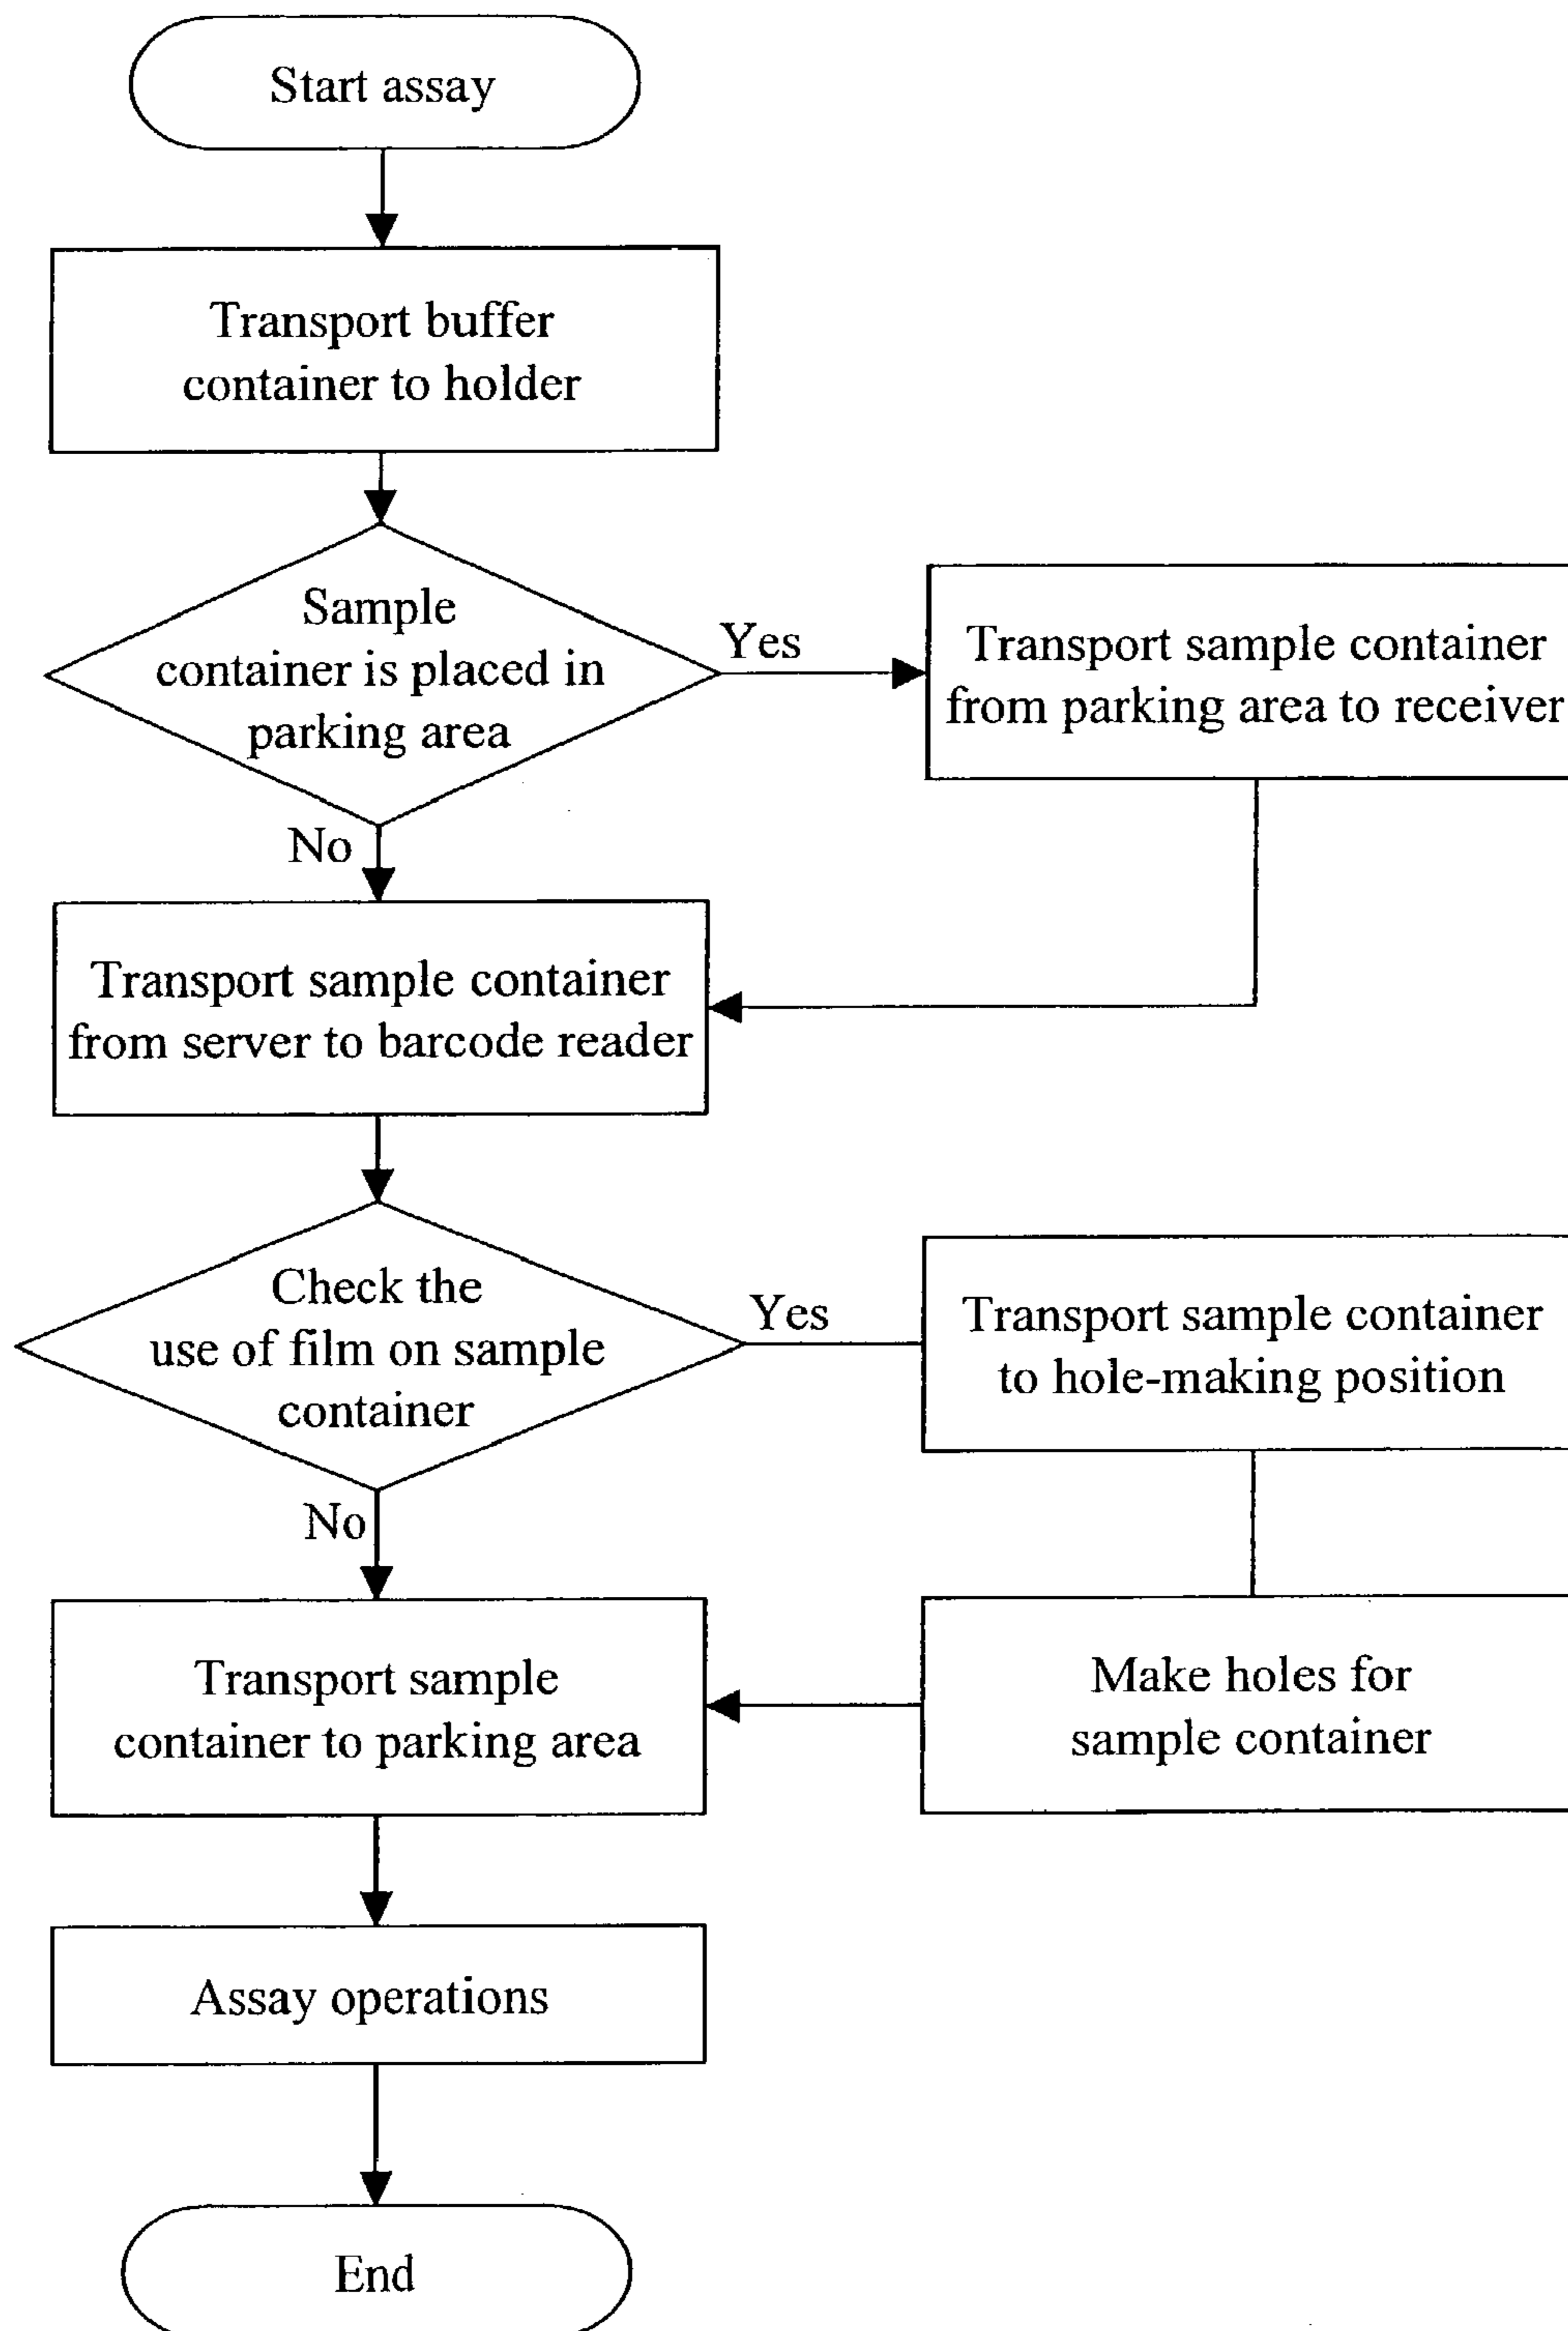 Start assay
Transport buffer
container to holder
Sample
container is placed in
parking area
Yes
Transport sample container
from parking area to receiver
No
Transport sample container
from server to barcode reader
Check the
use of film on sample
container
Yes
Transport sample container
to hole-making position
No
Transport sample
container to parking area
Make holes for
sample container
Assay operations
End